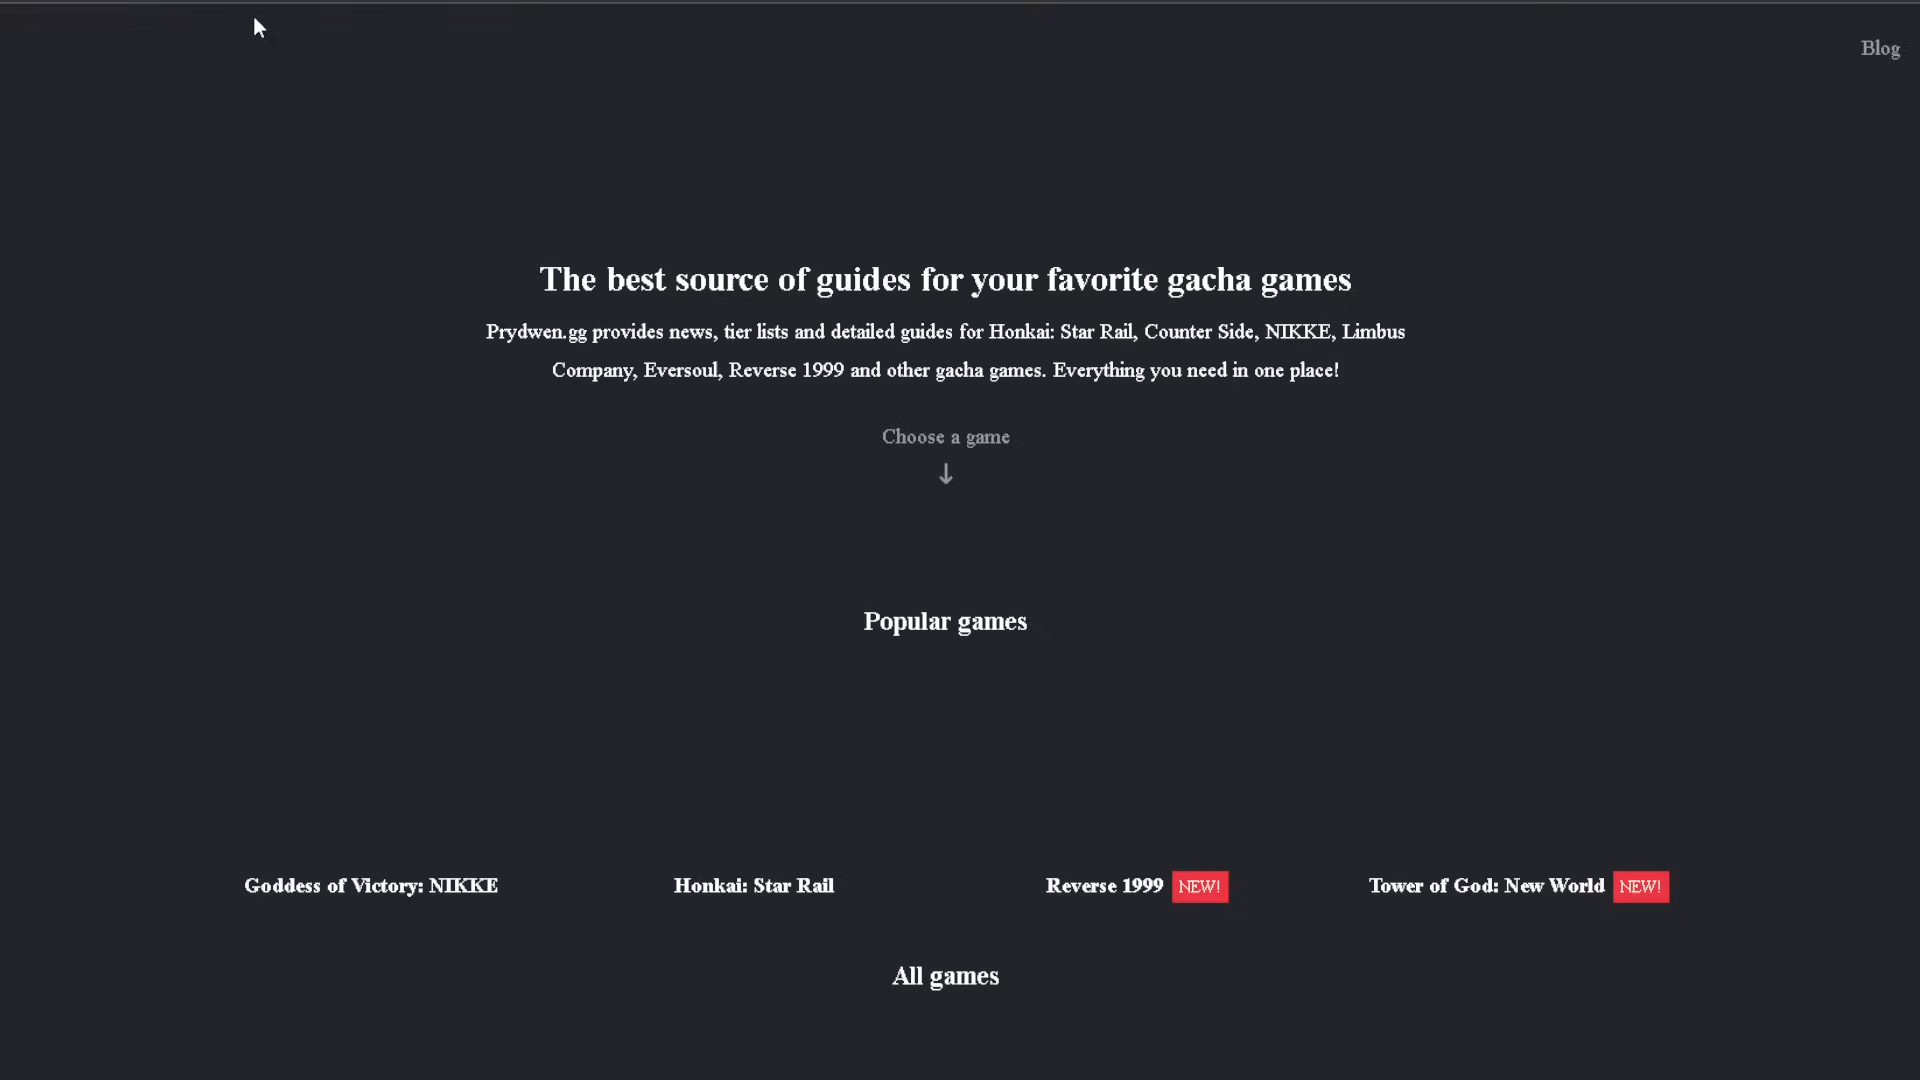 Blog
The best source of guides for your favorite gacha games
Prydwen.gg provides news, tier lists and detailed guides for Honkai: Star Rail, Counter Side, NIKKE, Limbus
Company, Eversoul, Reverse 1999 and other gacha games. Everything you need in one place!
Choose a game
Popular games
Goddess of Victory: NIKKE
Honkai: Star Rail
Reverse 1999 NEW!
Tower of God: New World NEW!
All games